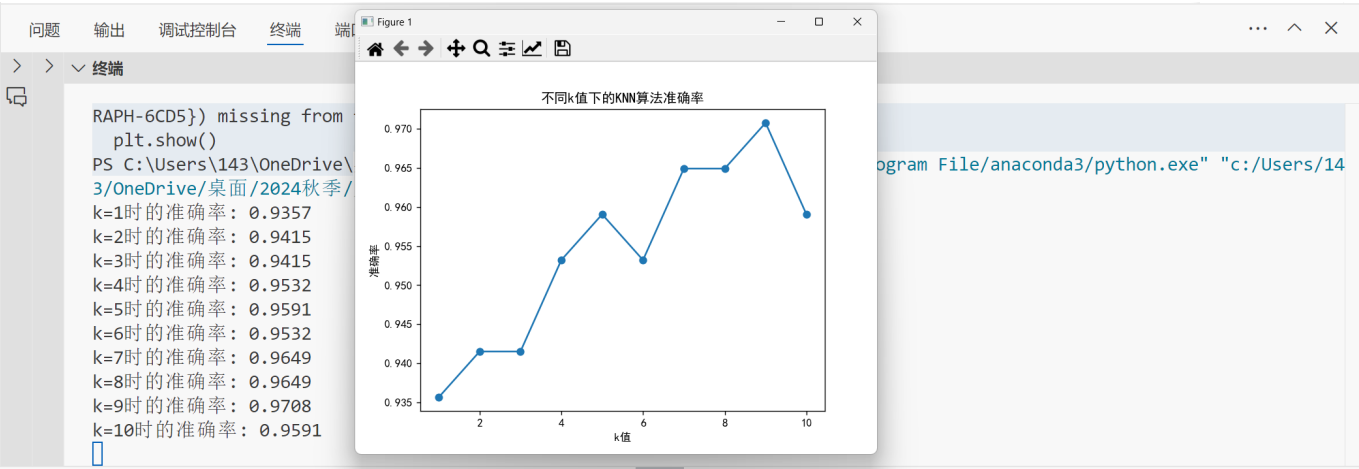 问题 输出 调试控制台 终端
终端
RAPH-6CD5}) missing from
plt.show()
PS C:\Users\143\OneDrive\ ogram File/anaconda3/python.exe" "c:/Users/14
3/OneDrive/桌面/2024秋季/
k=1时的准确率: 0.9357
k=2时的准确率: 0.9415
k=3时的准确率: 0.9415
k=4时的准确率: 0.9532
k=5时的准确率: 0.9591
k=6时的准确率: 0.9532
k=7时的准确率: 0.9649
k=8时的准确率: 0.9649
k=9时的准确率: 0.9708
k=10时的准确率: 0.9591
Figure 1
不同k值下的KNN算法准确率
准确率
0.970
0.965
0.960
0.955
0.950
0.945
0.940
0.935
2 4 6 8 10
k值